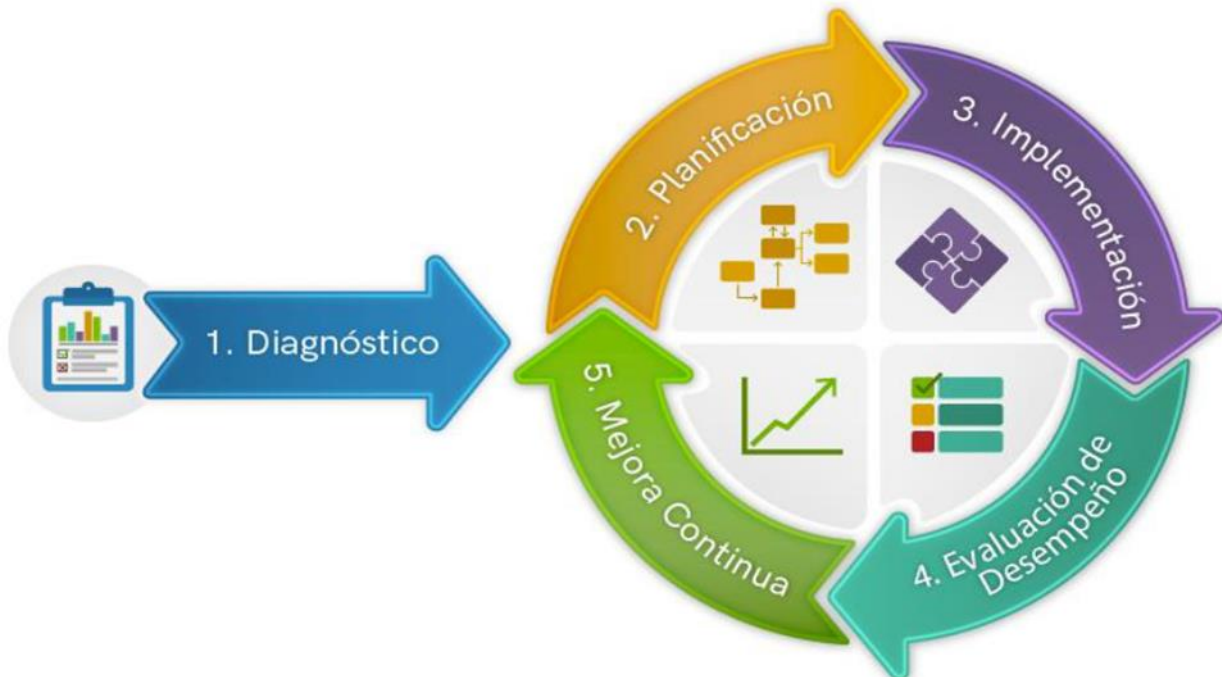 1. Diagnóstico
2. Planificación
3. Implementación
4. Evaluación de
Desempeño
5. Mejora Continua